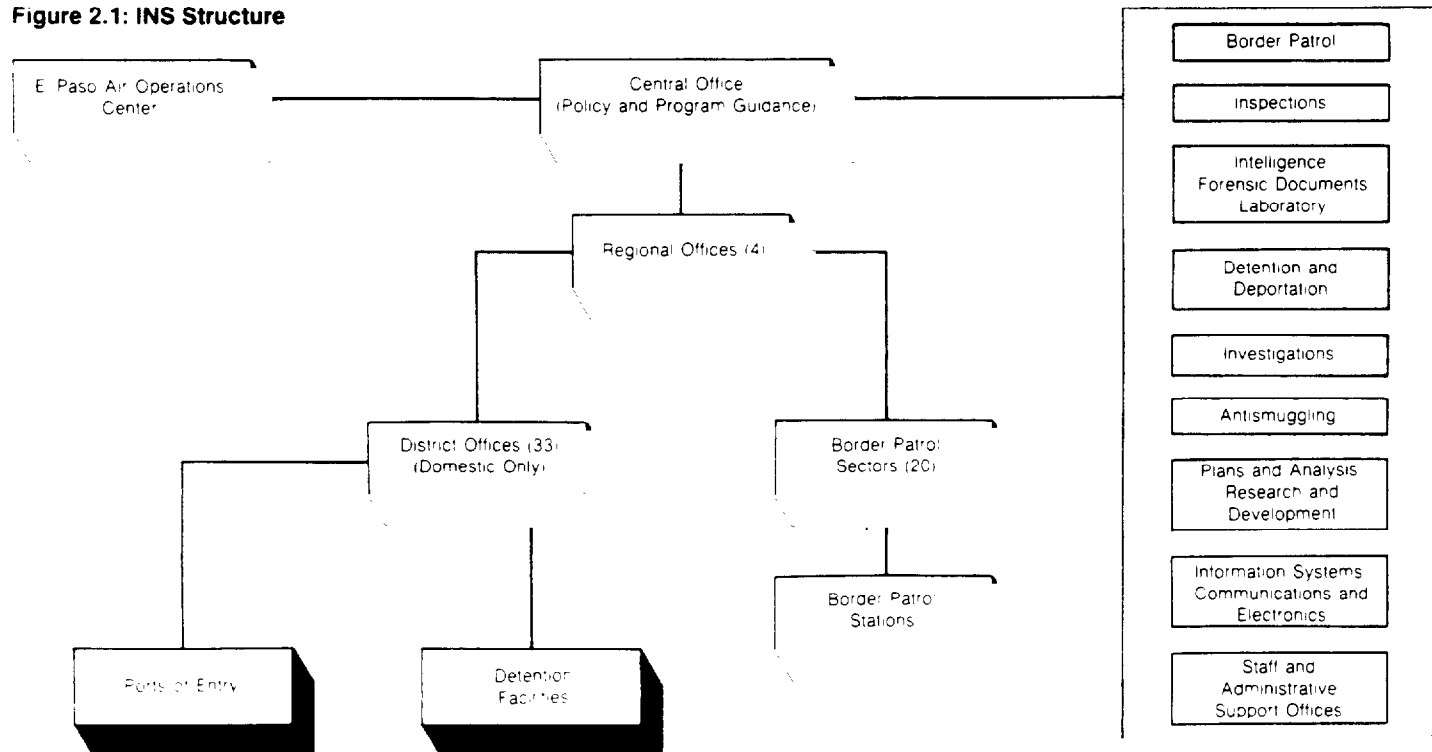 Figure 2.1: INS Structure
E Paso Air Operations
Center
Central Office
(Policy and Program Guidance)
Regional Offices (4)
District Offices (33)
(Domestic Only)
Border Patrol
Sectors (20)
Border Patrol
Stations
Ports of Entry
Detention
Facilities
Border Patrol
Inspections
Intelligence
Forensic Documents
Laboratory
Detention and
Deportation
Investigations
Antismuggling
Plans and Analysis
Research and
Development
Information Systems
Communications and
Electronics
Staff and
Administrative
Support Offices